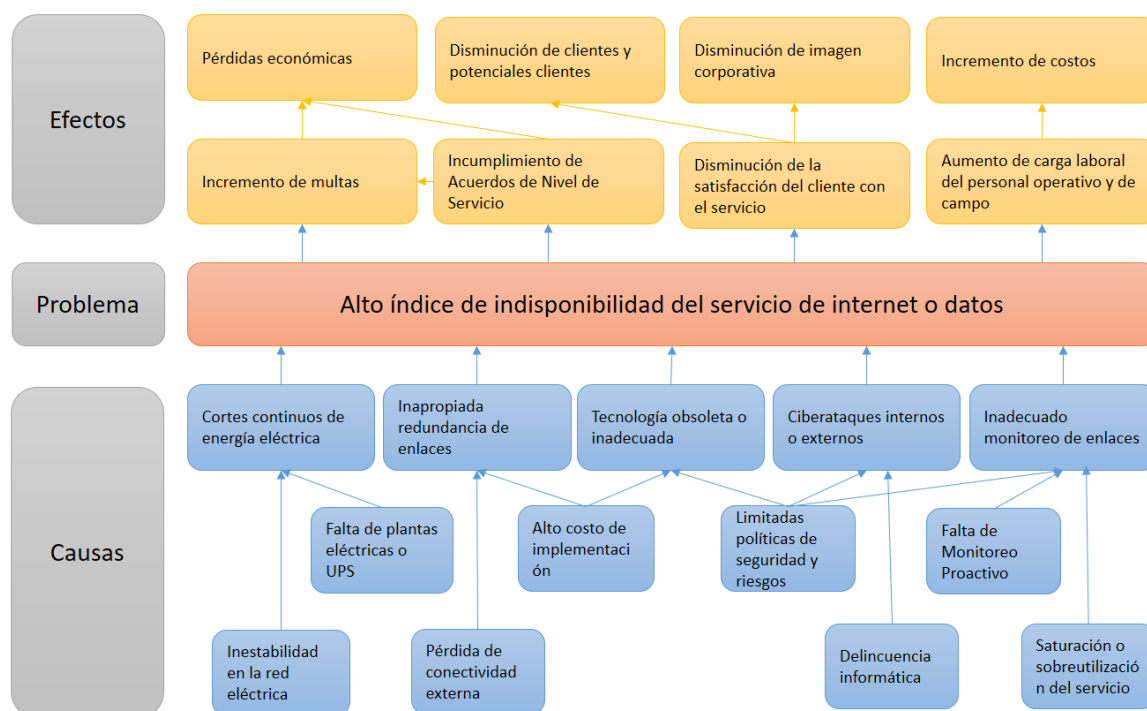 Efectos
Pérdidas económicas
Disminución de clientes y
potenciales clientes
Disminución de imagen
corporativa
Incremento de costos
Incremento de multas
Incumplimiento de
Acuerdos de Nivel de
Servicio
Disminución de la
satisfacción del cliente con
el servicio
Aumento de carga laboral
del personal operativo y de
campo
Problema
Alto índice de indisponibilidad del servicio de internet o datos
Causas
Cortes continuos de
energía eléctrica
Inapropiada
redundancia de
enlaces
Tecnología obsoleta o
inadecuada
Ciberataques internos
o externos
Inadecuado
monitoreo de enlaces
Falta de plantas
eléctricas o
UPS
Alto costo de
implementaci
ón
Limitadas
políticas de
seguridad y
riesgos
Falta de
Monitoreo
Proactivo
Inestabilidad
en la red
eléctrica
Pérdida de
conectividad
externa
Delincuencia
informática
Saturación o
sobreutilizació
n del servicio